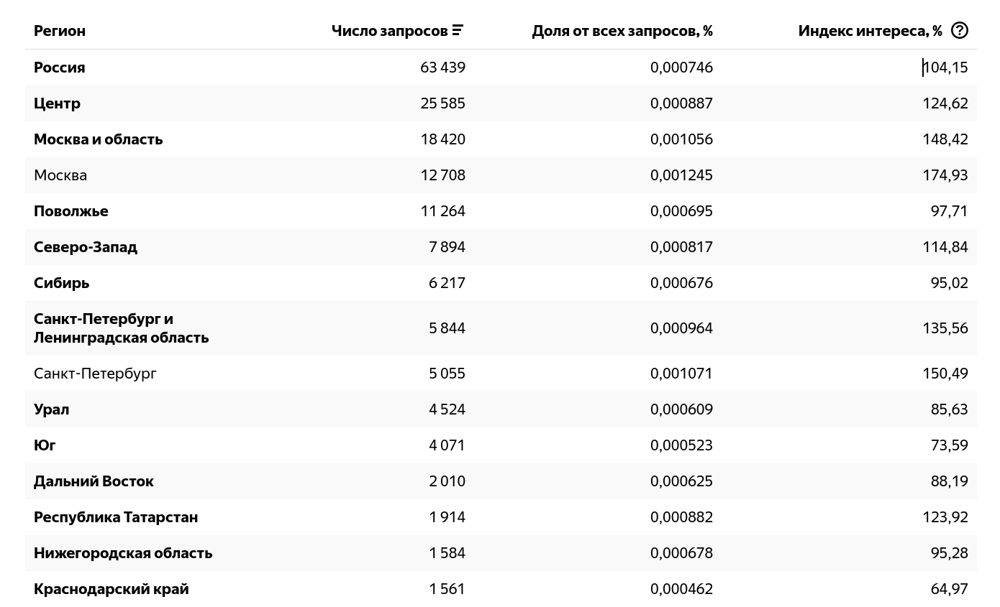 Регион Число запросов Доля от всех запросов, % Индекс интереса, % ?
Россия 63 439 0,000746 104,15
Центр 25 585 0,000887 124,62
Москва и область 18 420 0,001056 148,42
Москва 12 708 0,001245 174,93
Поволжье 11 264 0,000695 97,71
Северо-Запад 7 894 0,000817 114,84
Сибирь 6 217 0,000676 95,02
Санкт-Петербург и
Ленинградская область 5 844 0,000964 135,56
Санкт-Петербург 5 055 0,001071 150,49
Урал 4 524 0,000609 85,63
Юг 4 071 0,000523 73,59
Дальний Восток 2 010 0,000625 88,19
Республика Татарстан 1 914 0,000882 123,92
Нижегородская область 1 584 0,000678 95,28
Краснодарский край 1 561 0,000462 64,97